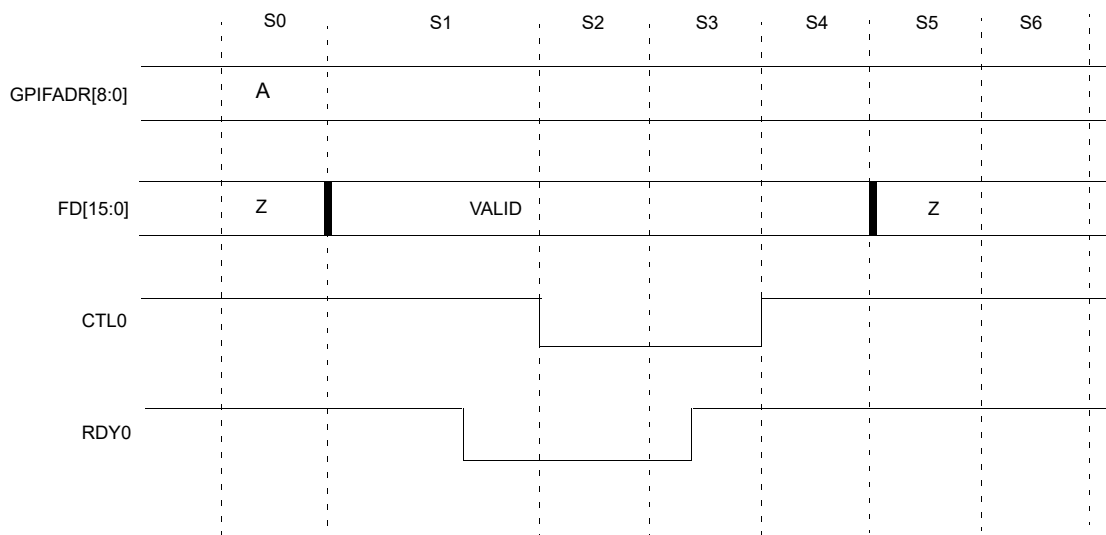 S0 S1 S2 S3 S4 S5 S6
GPIFADR[8:0] A
FD[15:0] Z VALID Z
CTL0
RDY0